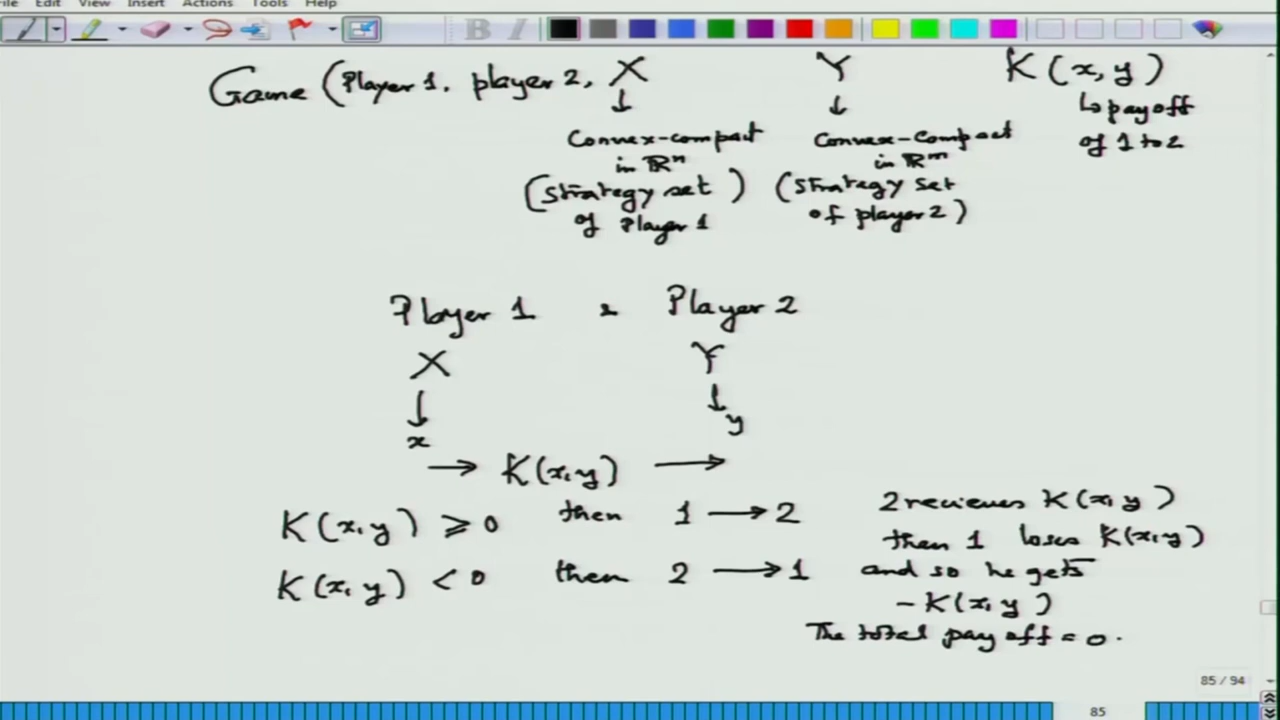 File Edit View Insert Actions Tools Help
B I
Game (Player 1, player 2, X Y K(x, y)
↓ ↓ ↳ payoff
Convex-compact Convex-Compact of 1 to 2
in ℝⁿ in ℝᵐ
(Strategy set) (Strategy set
of Player 1 of player 2)
Player 1 & Player 2
X Y
↓ ↓
x y
→ K(x,y) →
K(x,y) ≥ 0 then 1 → 2 2 recieves K(x,y)
then 1 loses K(x,y)
K(x,y) < 0 then 2 → 1 and so he gets
- K(x,y)
The total pay off = 0.
85 / 94
85